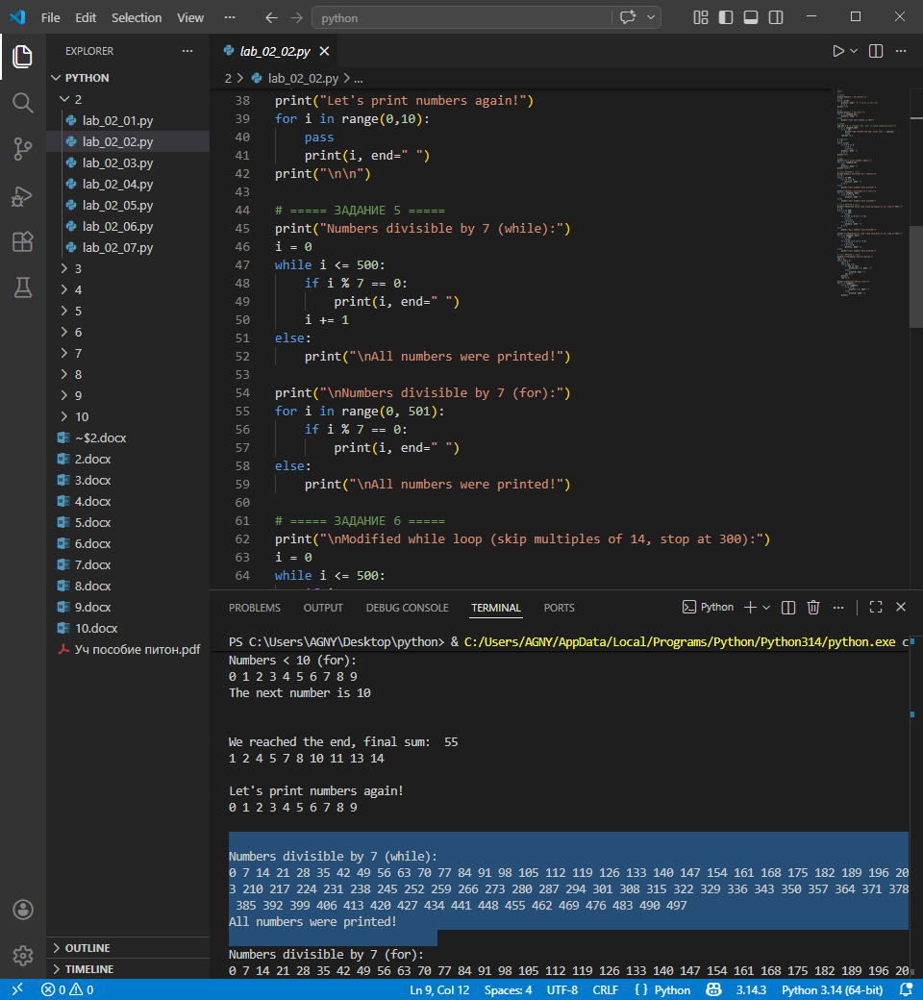 File Edit Selection View ··· python
EXPLORER ···
PYTHON
2
lab_02_01.py
lab_02_02.py
lab_02_03.py
lab_02_04.py
lab_02_05.py
lab_02_06.py
lab_02_07.py
3
4
5
6
7
8
9
10
~$2.docx
2.docx
3.docx
4.docx
5.docx
6.docx
7.docx
8.docx
9.docx
10.docx
Уч пособие питон.pdf
OUTLINE
TIMELINE
lab_02_02.py
2 > lab_02_02.py > ...
38 print("Let's print numbers again!")
39 for i in range(0,10):
40     pass
41     print(i, end=" ")
42 print("\n\n")
43
44 # ===== ЗАДАНИЕ 5 =====
45 print("Numbers divisible by 7 (while):")
46 i = 0
47 while i <= 500:
48     if i % 7 == 0:
49         print(i, end=" ")
50     i += 1
51 else:
52     print("\nAll numbers were printed!")
53
54 print("\nNumbers divisible by 7 (for):")
55 for i in range(0, 501):
56     if i % 7 == 0:
57         print(i, end=" ")
58 else:
59     print("\nAll numbers were printed!")
60
61 # ===== ЗАДАНИЕ 6 =====
62 print("\nModified while loop (skip multiples of 14, stop at 300):")
63 i = 0
64 while i <= 500:
PROBLEMS OUTPUT DEBUG CONSOLE TERMINAL PORTS Python
PS C:\Users\AGNY\Desktop\python> & C:/Users/AGNY/AppData/Local/Programs/Python/Python314/python.exe c
Numbers < 10 (for):
0 1 2 3 4 5 6 7 8 9
The next number is 10
We reached the end, final sum:  55
1 2 4 5 7 8 10 11 13 14
Let's print numbers again!
0 1 2 3 4 5 6 7 8 9
Numbers divisible by 7 (while):
0 7 14 21 28 35 42 49 56 63 70 77 84 91 98 105 112 119 126 133 140 147 154 161 168 175 182 189 196 20
3 210 217 224 231 238 245 252 259 266 273 280 287 294 301 308 315 322 329 336 343 350 357 364 371 378
385 392 399 406 413 420 427 434 441 448 455 462 469 476 483 490 497
All numbers were printed!
Numbers divisible by 7 (for):
0 7 14 21 28 35 42 49 56 63 70 77 84 91 98 105 112 119 126 133 140 147 154 161 168 175 182 189 196 20
0 0 Ln 9, Col 12 Spaces: 4 UTF-8 CRLF { } Python 3.14.3 Python 3.14 (64-bit)